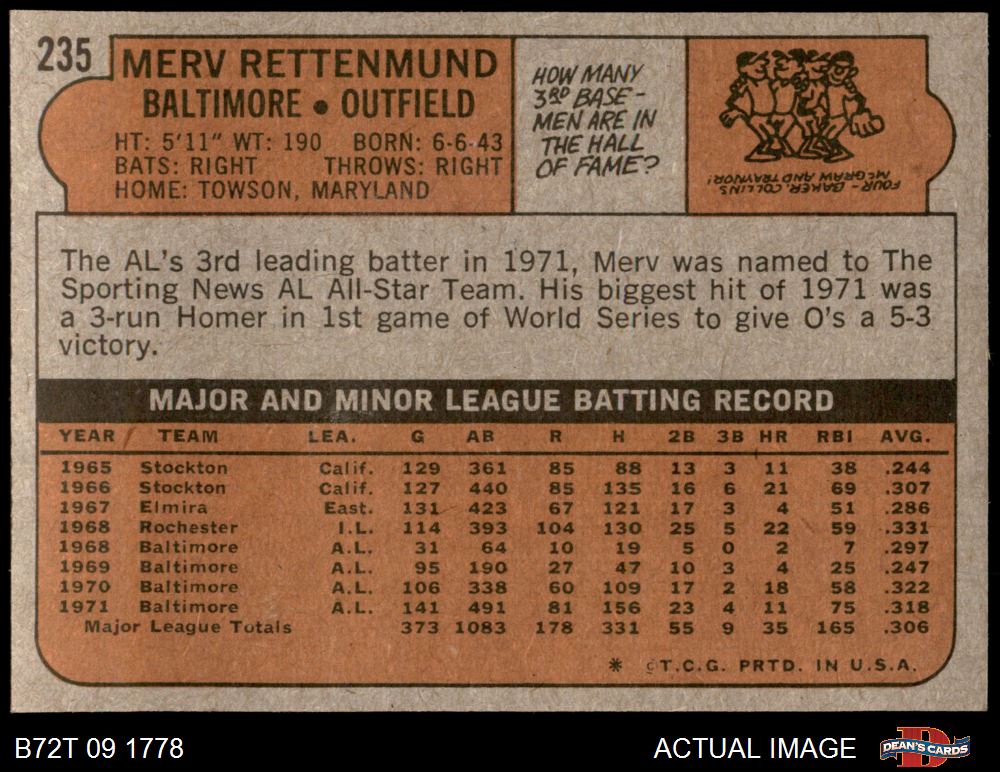 235
MERV RETTENMUND
BALTIMORE • OUTFIELD
HT: 5'11" WT: 190 BORN: 6-6-43
BATS: RIGHT THROWS: RIGHT
HOME: TOWSON, MARYLAND
HOW MANY
3RD BASE-
MEN ARE IN
THE HALL
OF FAME?
FOUR - BAKER, COLLINS,
McGRAW AND TRAYNOR!
The AL's 3rd leading batter in 1971, Merv was named to The
Sporting News AL All-Star Team. His biggest hit of 1971 was
a 3-run Homer in 1st game of World Series to give O's a 5-3
victory.
MAJOR AND MINOR LEAGUE BATTING RECORD
YEAR TEAM LEA. G AB R H 2B 3B HR RBI AVG.
1965 Stockton Calif. 129 361 85 88 13 3 11 38 .244
1966 Stockton Calif. 127 440 85 135 16 6 21 69 .307
1967 Elmira East. 131 423 67 121 17 3 4 51 .286
1968 Rochester I.L. 114 393 104 130 25 5 22 59 .331
1968 Baltimore A.L. 31 64 10 19 5 0 2 7 .297
1969 Baltimore A.L. 95 190 27 47 10 3 4 25 .247
1970 Baltimore A.L. 106 338 60 109 17 2 18 58 .322
1971 Baltimore A.L. 141 491 81 156 23 4 11 75 .318
Major League Totals 373 1083 178 331 55 9 35 165 .306
* ©T.C.G. PRTD. IN U.S.A.
B72T 09 1778
ACTUAL IMAGE
D
DEAN'S CARDS